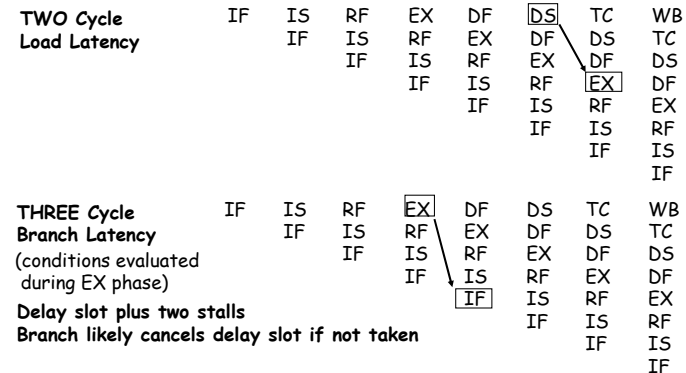 TWO Cycle IF IS RF EX DF DS TC WB
Load Latency IF IS RF EX DF DS TC
IF IS RF EX DF DS
IF IS RF EX DF
IF IS RF EX
IF IS RF
IF IS
IF
THREE Cycle IF IS RF EX DF DS TC WB
Branch Latency IF IS RF EX DF DS TC
(conditions evaluated IF IS RF EX DF DS
during EX phase) IF IS RF EX DF
Delay slot plus two stalls IF IS RF EX
Branch likely cancels delay slot if not taken IF IS RF
IF IS
IF